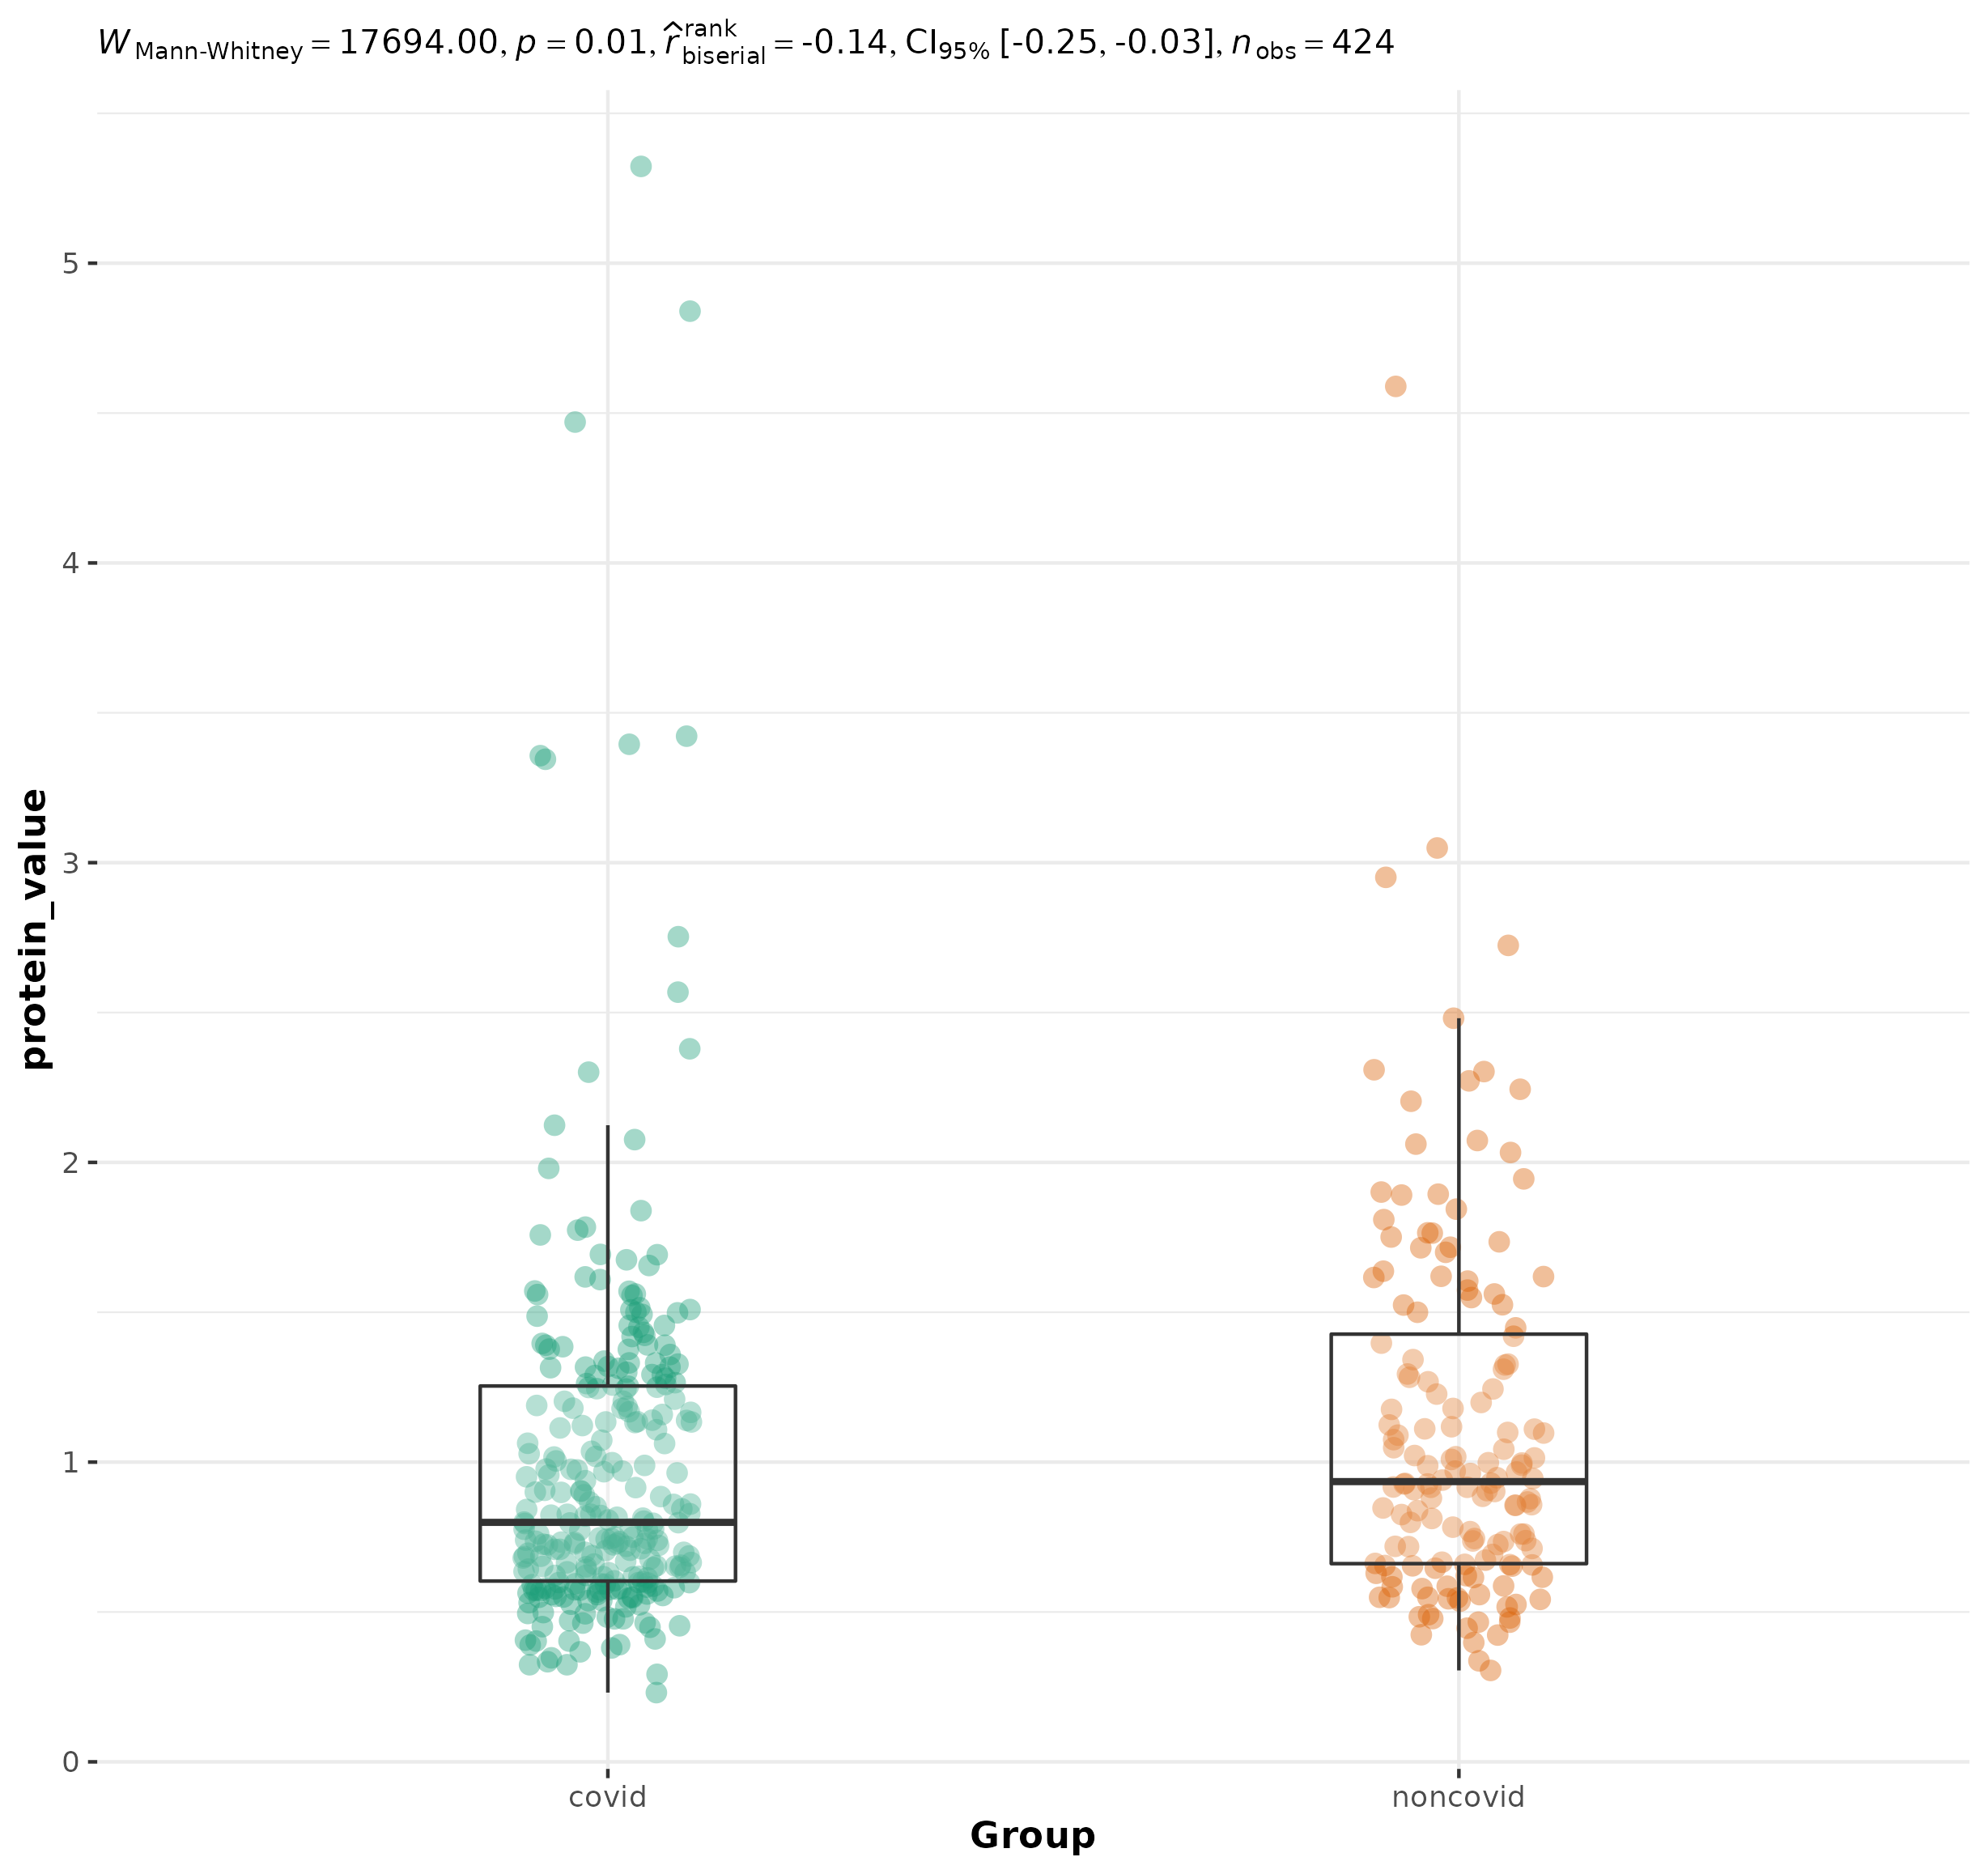 W Mann-Whitney = 17694.00, p = 0.01, r̂ rank biserial = -0.14, CI95% [-0.25, -0.03], n obs = 424
protein_value
5
4
3
2
1
0
covid noncovid
Group